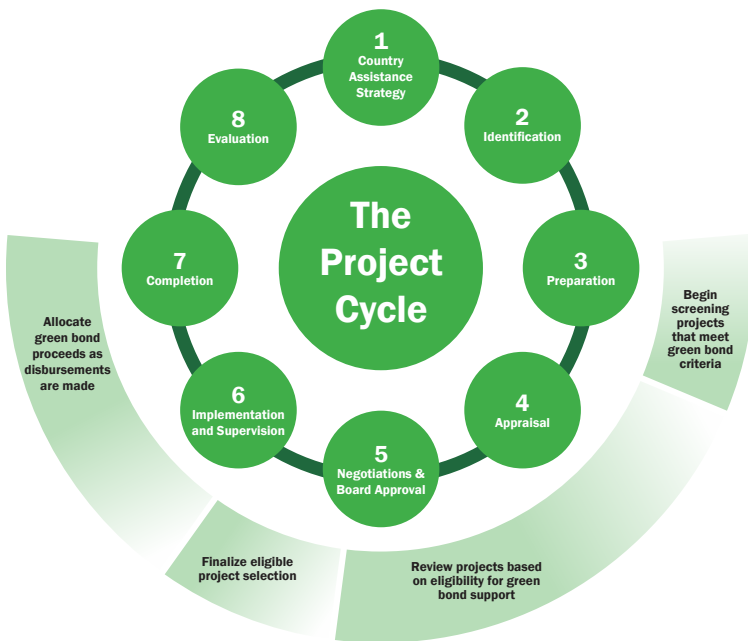 1
Country
Assistance
Strategy
2
Identification
3
Preparation
4
Appraisal
5
Negotiations &
Board Approval
6
Implementation
and Supervision
7
Completion
8
Evaluation
The
Project
Cycle
Begin
screening
projects
that meet
green bond
criteria
Review projects based
on eligibility for green
bond support
Finalize eligible
project selection
Allocate
green bond
proceeds as
disbursements
are made